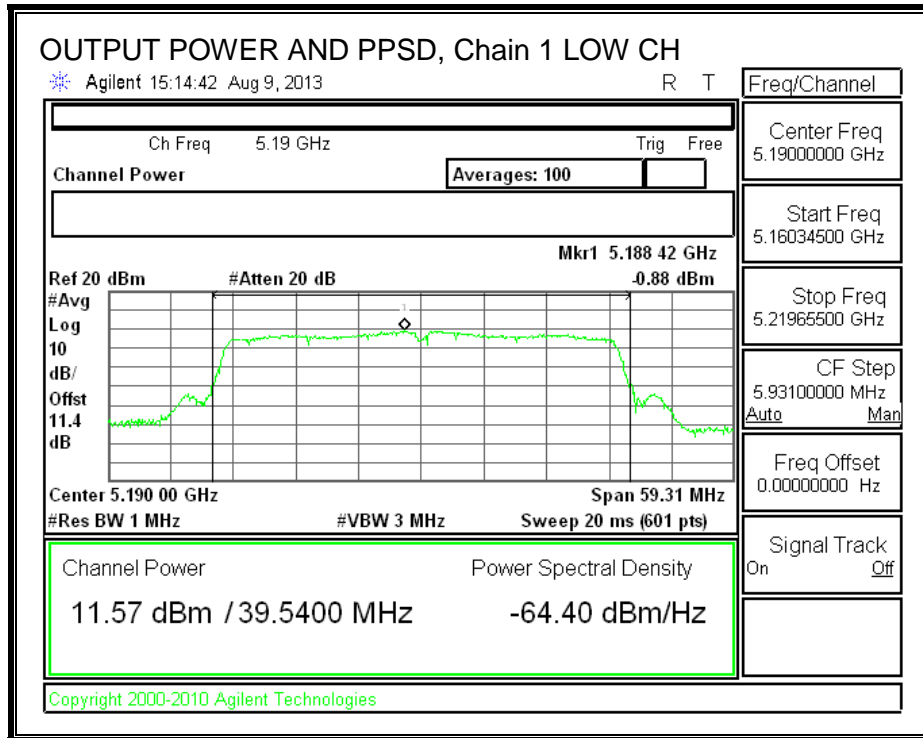 OUTPUT POWER AND PPSD, Chain 1 LOW CH
Agilent 15:14:42 Aug 9, 2013 R T
Freq/Channel
Ch Freq 5.19 GHz Trig Free
Channel Power Averages: 100
Center Freq
5.19000000 GHz
Start Freq
5.16034500 GHz
Stop Freq
5.21965500 GHz
CF Step
5.93100000 MHz
Auto Man
Freq Offset
0.00000000 Hz
Signal Track
On Off
Mkr1 5.188 42 GHz
Ref 20 dBm #Atten 20 dB -0.88 dBm
#Avg
Log
10
dB/
Offst
11.4
dB
1
Center 5.190 00 GHz Span 59.31 MHz
#Res BW 1 MHz #VBW 3 MHz Sweep 20 ms (601 pts)
Channel Power Power Spectral Density
11.57 dBm / 39.5400 MHz -64.40 dBm/Hz
Copyright 2000-2010 Agilent Technologies